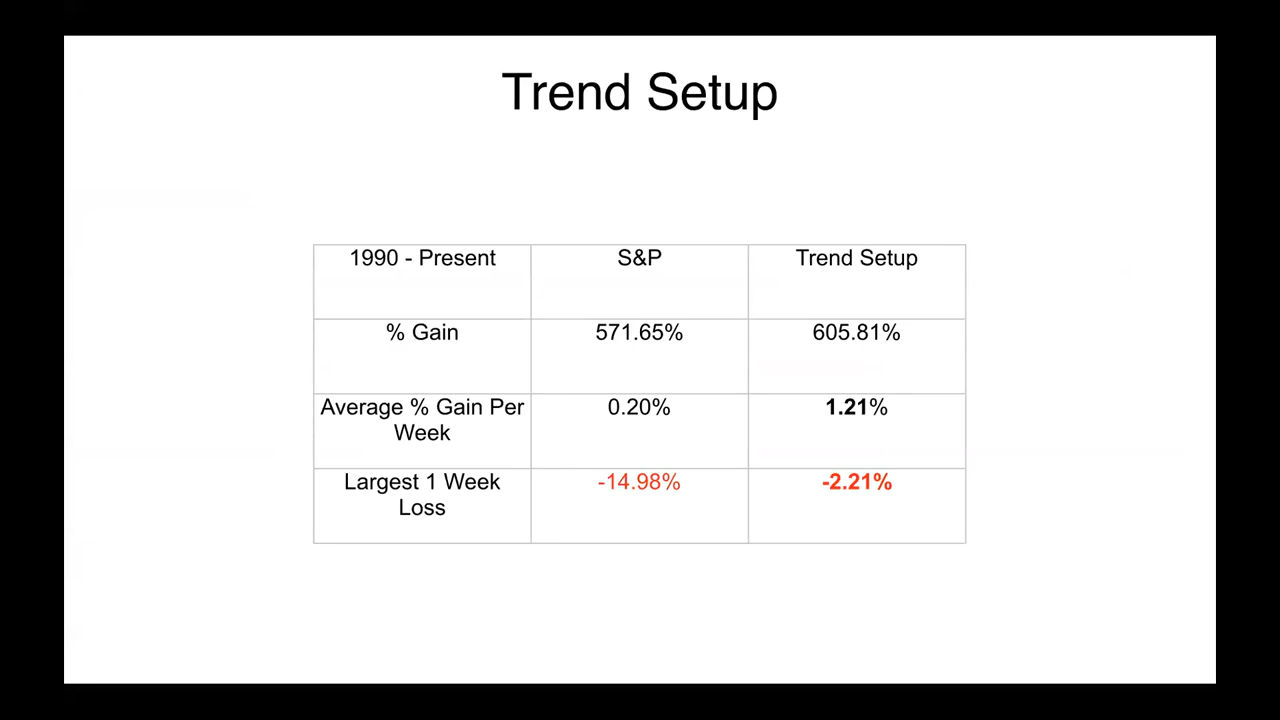 Trend Setup
1990 - Present S&P Trend Setup
% Gain 571.65% 605.81%
Average % Gain Per
Week 0.20% 1.21%
Largest 1 Week
Loss -14.98% -2.21%